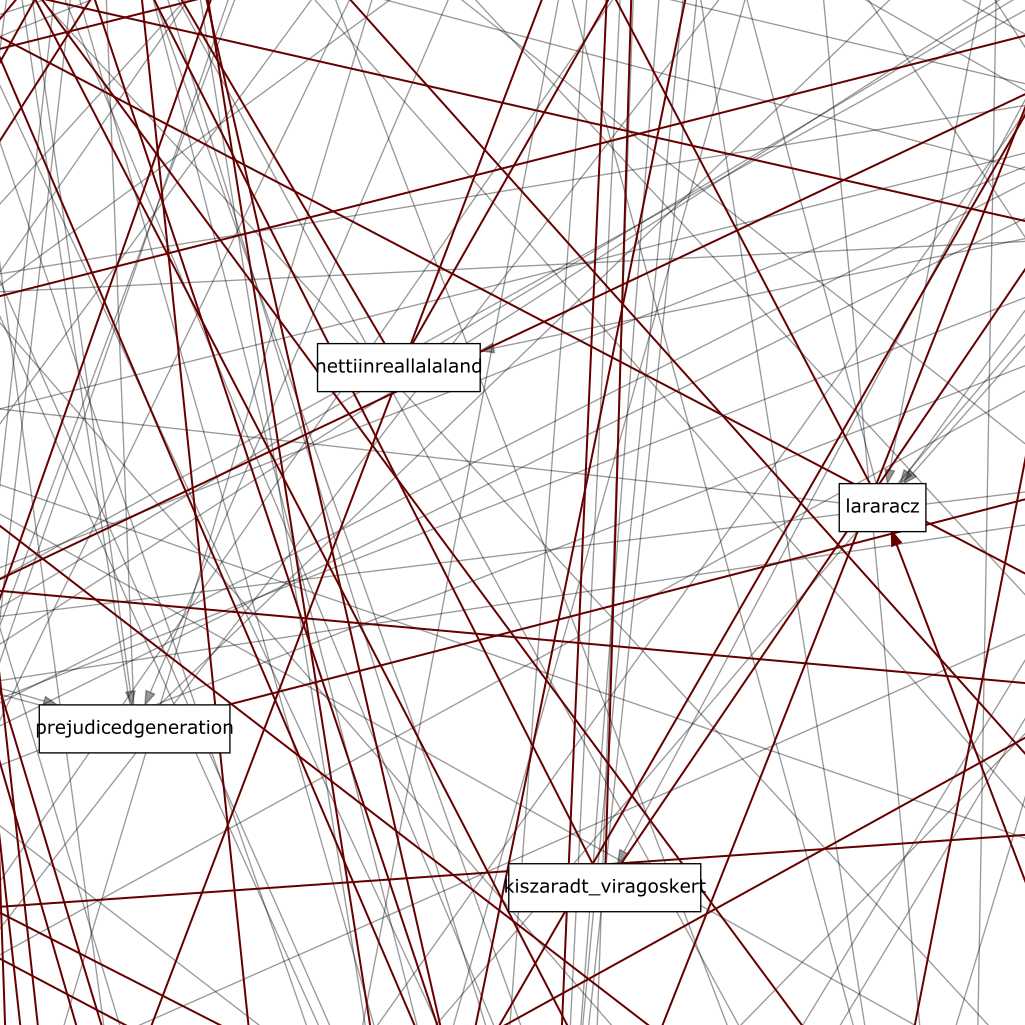 nettiinreallalaland
lararacz
prejudicedgeneration
kiszaradt_viragoskert